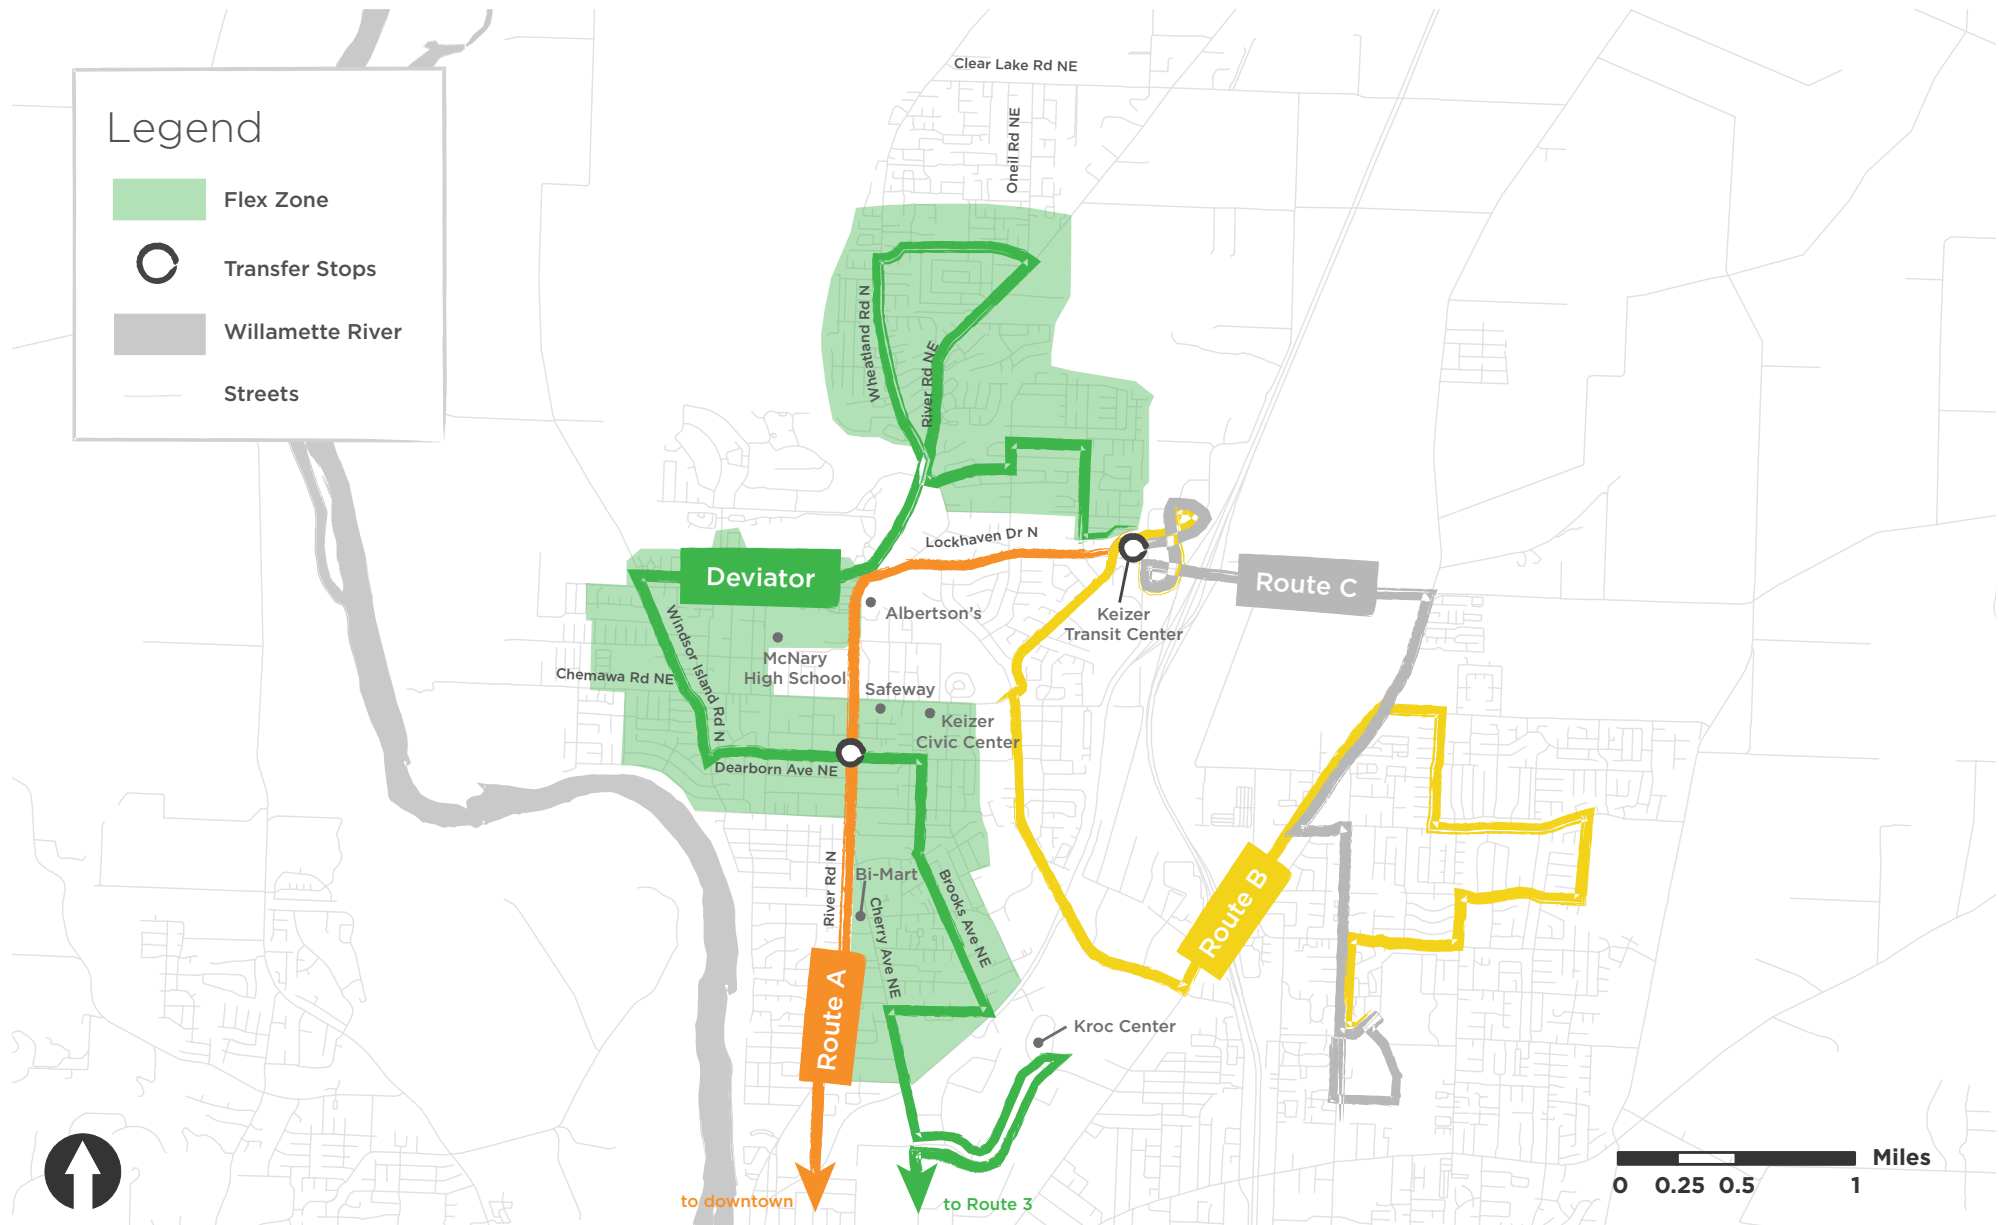 Clear Lake Rd NE
Oneil Rd NE
Legend
Flex Zone
Transfer Stops
Willamette River
Streets
Wheatland Rd N
River Rd NE
Lockhaven Dr N
Deviator
Route C
Albertson's
Keizer
Transit Center
Windsor Island Rd N
McNary
High School
Chemawa Rd NE
Safeway
Keizer
Civic Center
Dearborn Ave NE
River Rd N
Bi-Mart
Cherry Ave NE
Brooks Ave NE
Route B
Route A
Kroc Center
to downtown
to Route 3
Miles
0 0.25 0.5 1